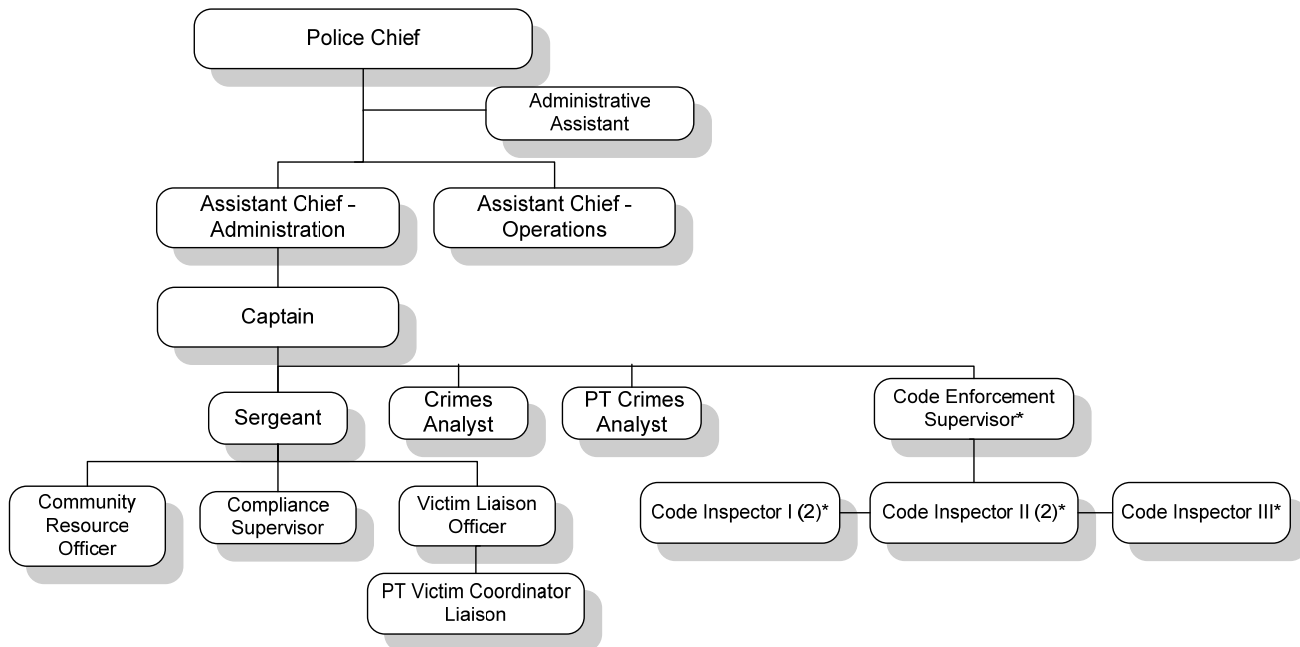 Police Chief
Administrative
Assistant
Assistant Chief -
Administration
Assistant Chief -
Operations
Captain
Sergeant
Crimes
Analyst
PT Crimes
Analyst
Code Enforcement
Supervisor*
Community
Resource
Officer
Compliance
Supervisor
Victim Liaison
Officer
Code Inspector I (2)*
Code Inspector II (2)*
Code Inspector III*
PT Victim Coordinator
Liaison